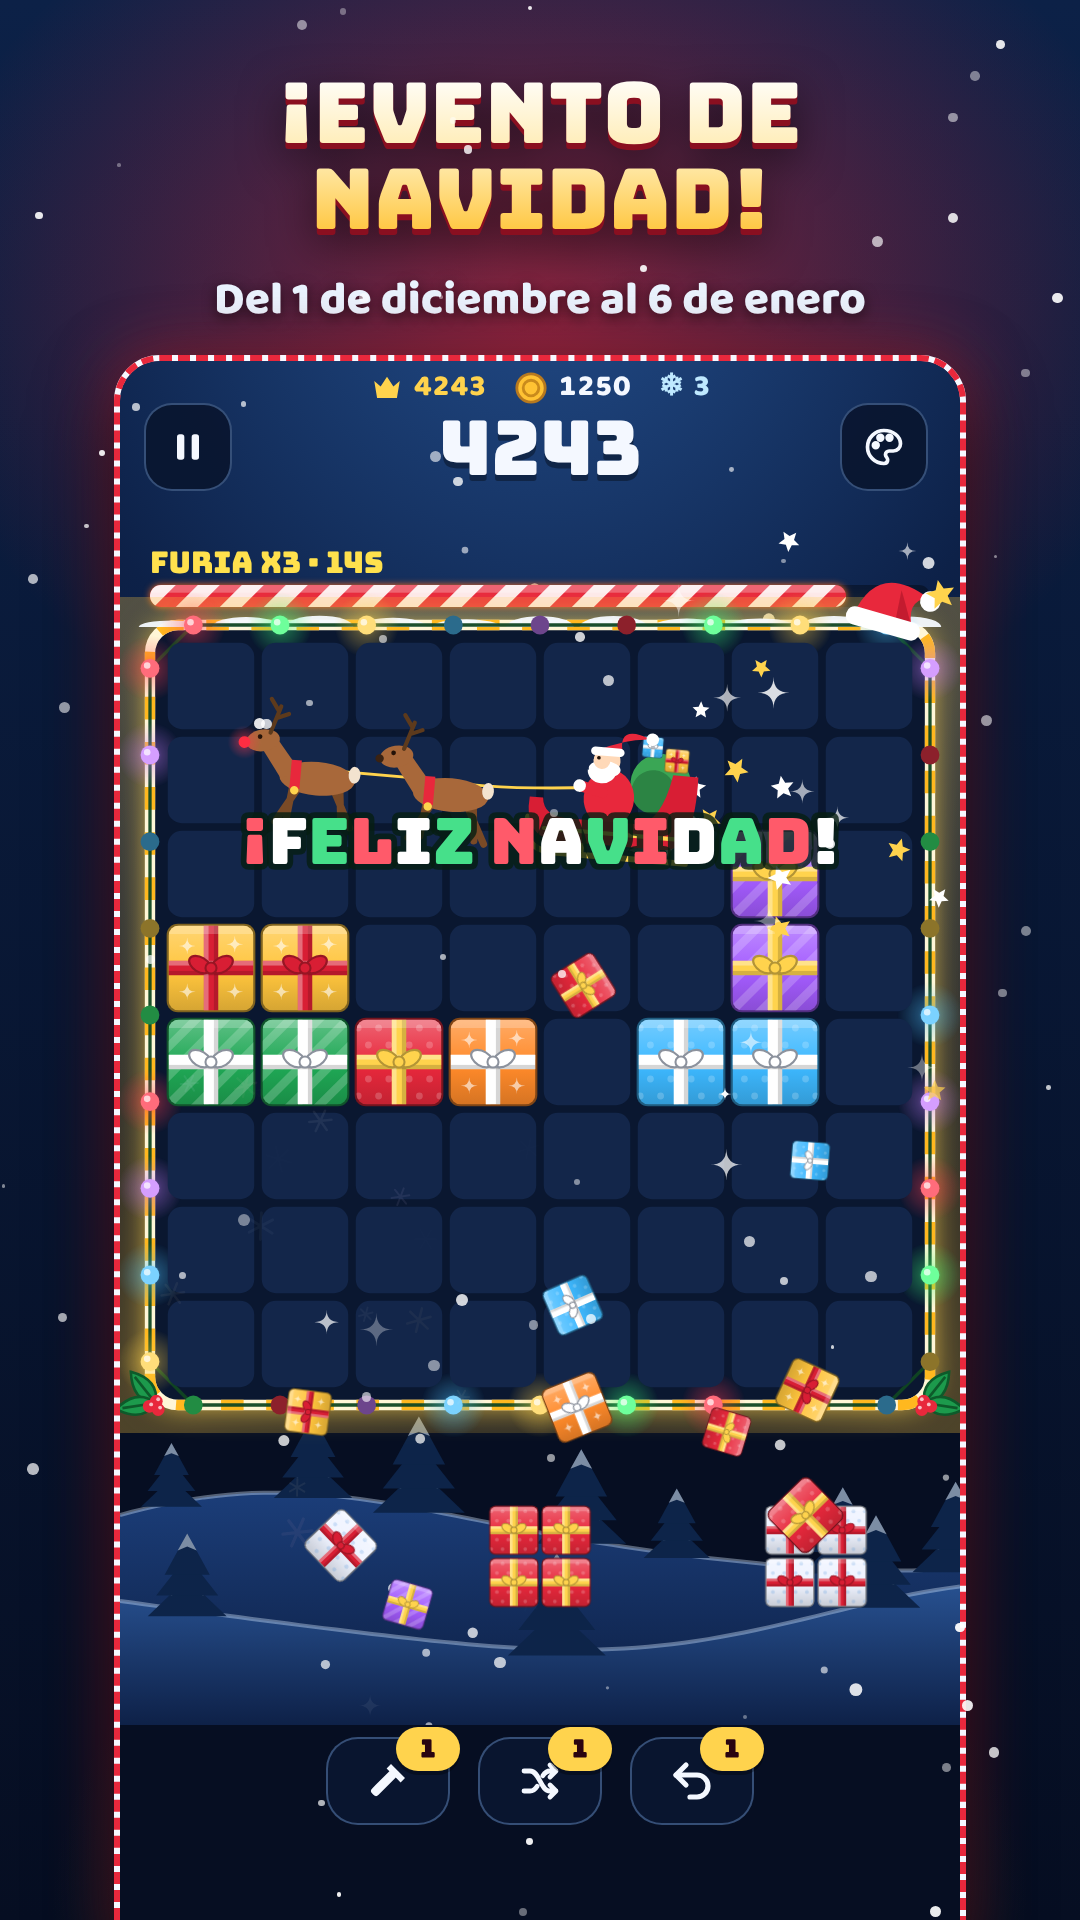 ¡EVENTO DE
NAVIDAD!
Del 1 de diciembre al 6 de enero
4243 1250 3
4243
FURIA X3 · 14S
¡FELIZ NAVIDAD!
1 1 1